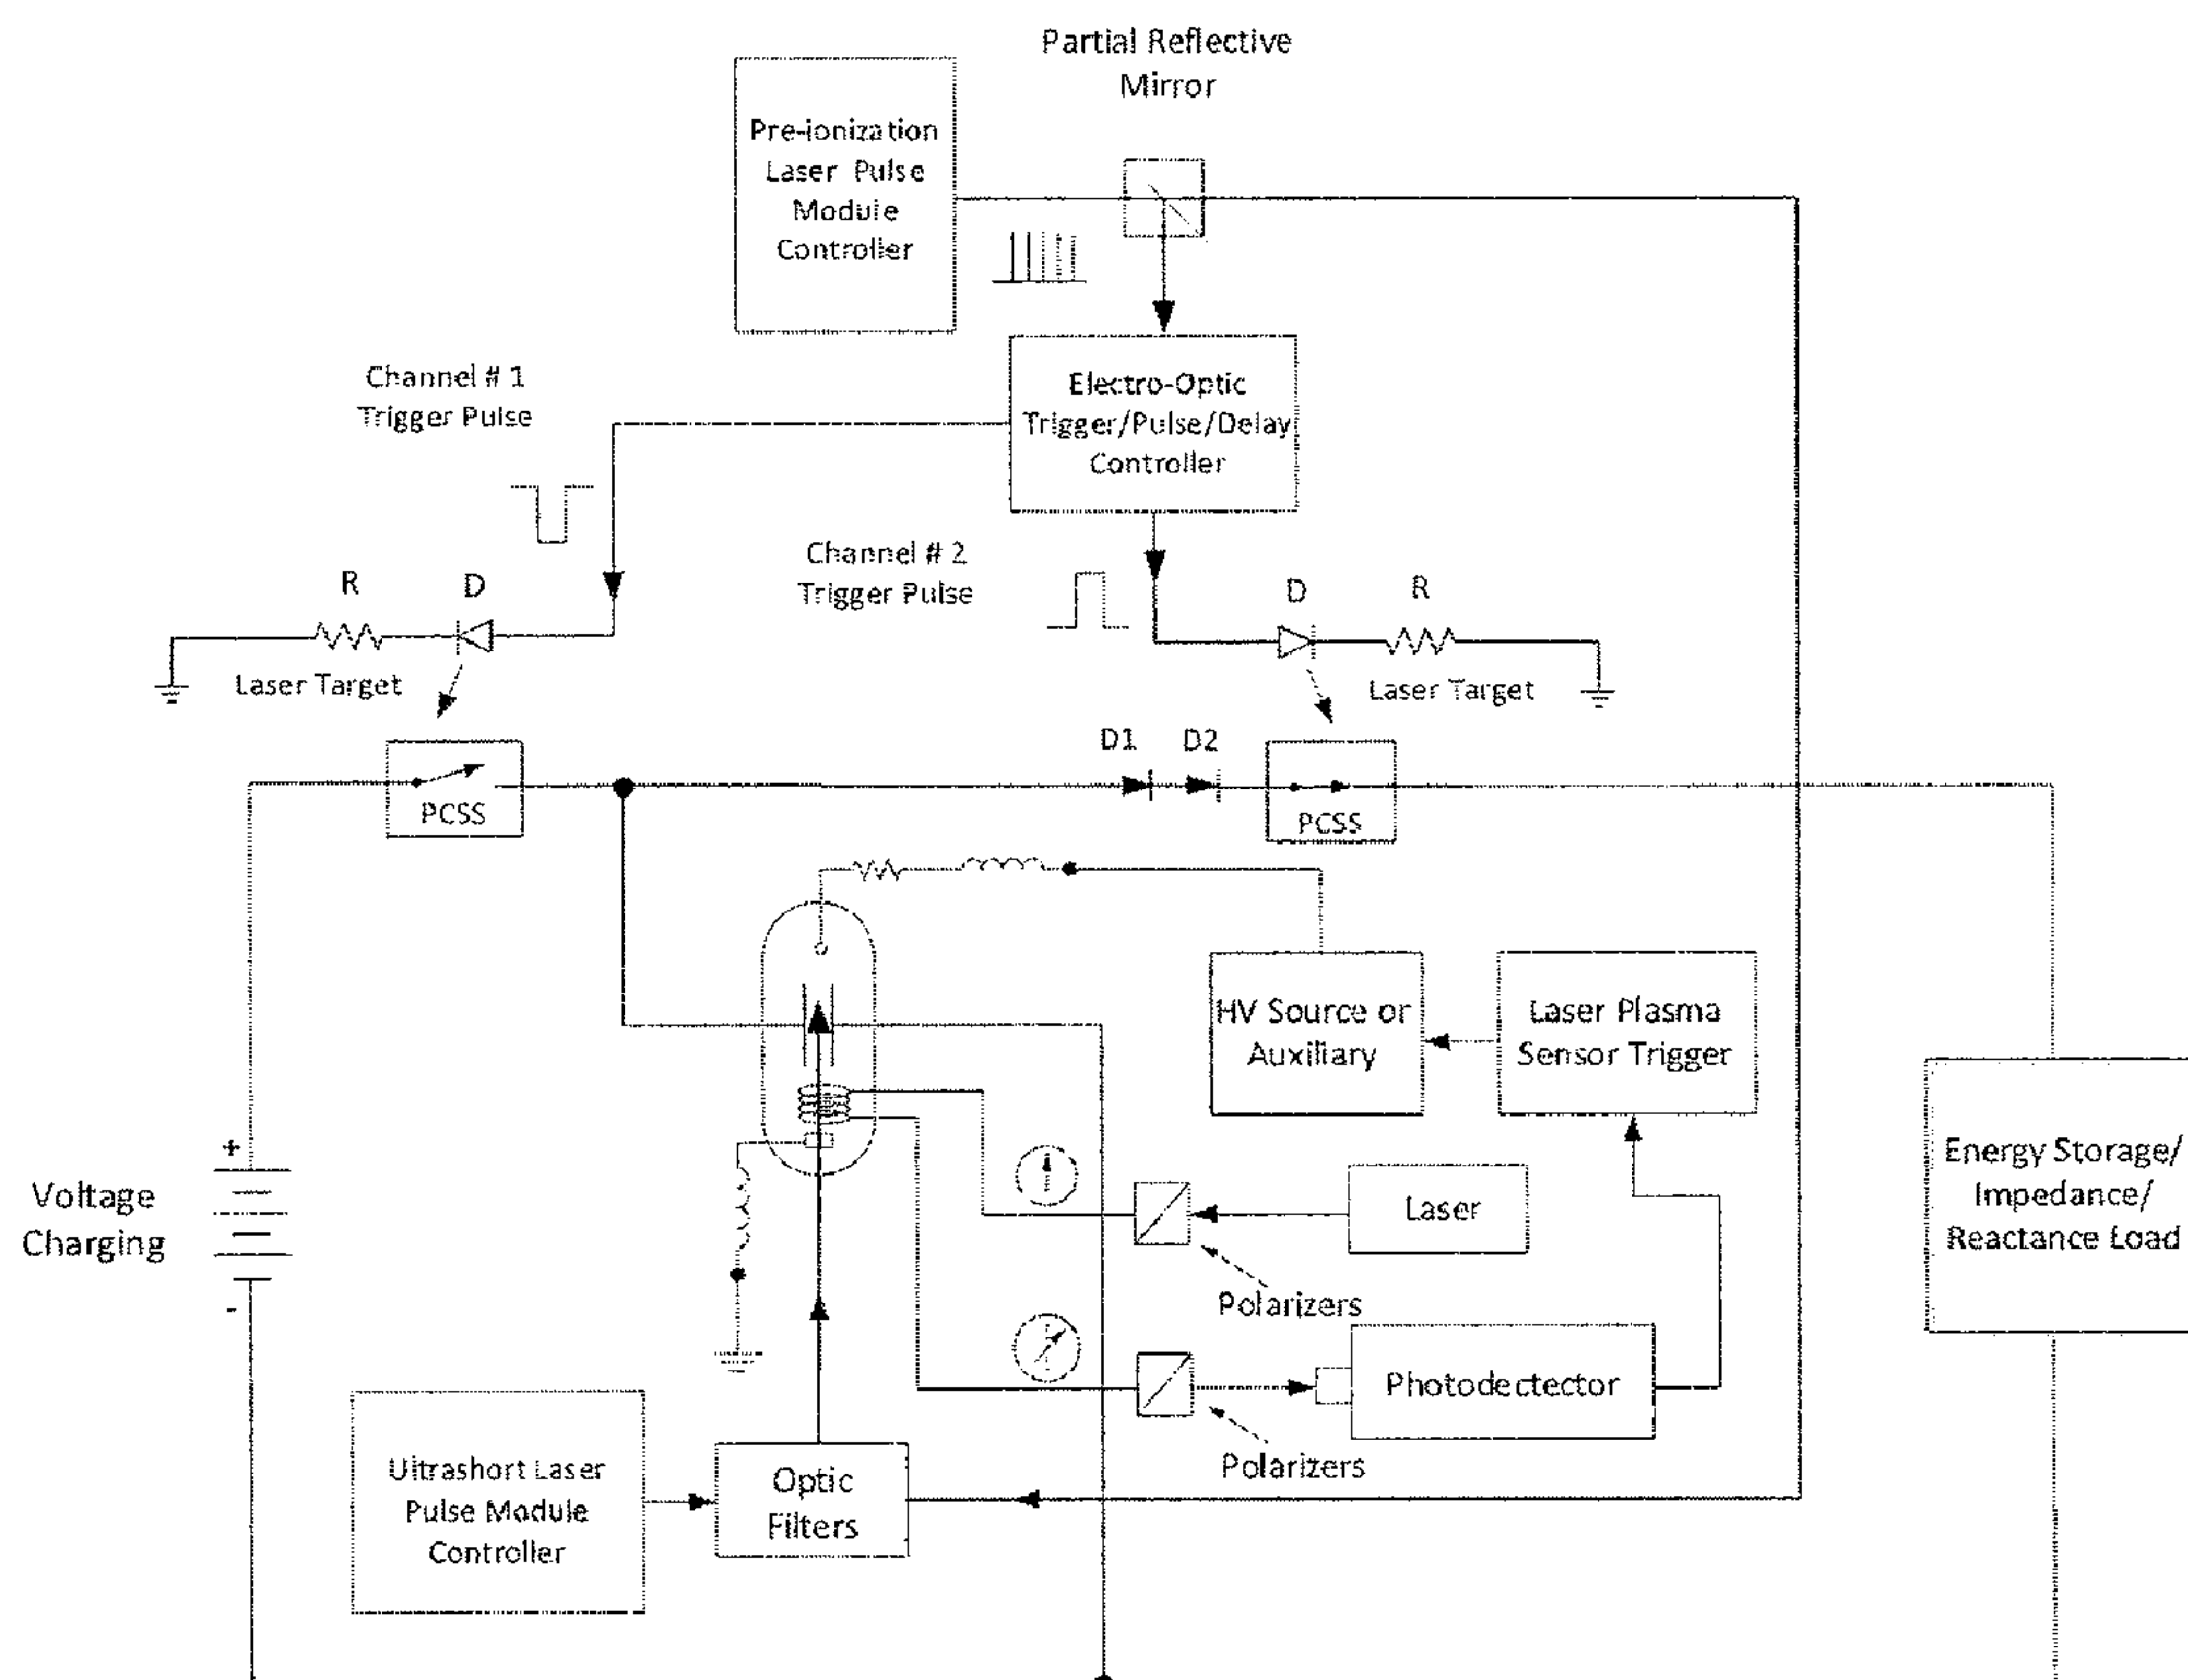 Partial Reflective
Mirror
Pre-ionization
Laser Pulse
Module
Controller
Channel # 1
Trigger Pulse
Electro-Optic
Trigger/Pulse/Delay
Controller
Channel # 2
Trigger Pulse
R
D
D
R
Laser Target
Laser Target
D1
D2
PCSS
PCSS
HV Source or
Auxiliary
Laser Plasma
Sensor Trigger
+
Voltage
Charging
-
Energy Storage/
Impedance/
Reactance Load
Laser
Polarizers
Photodectector
Polarizers
Ultrashort Laser
Pulse Module
Controller
Optic
Filters